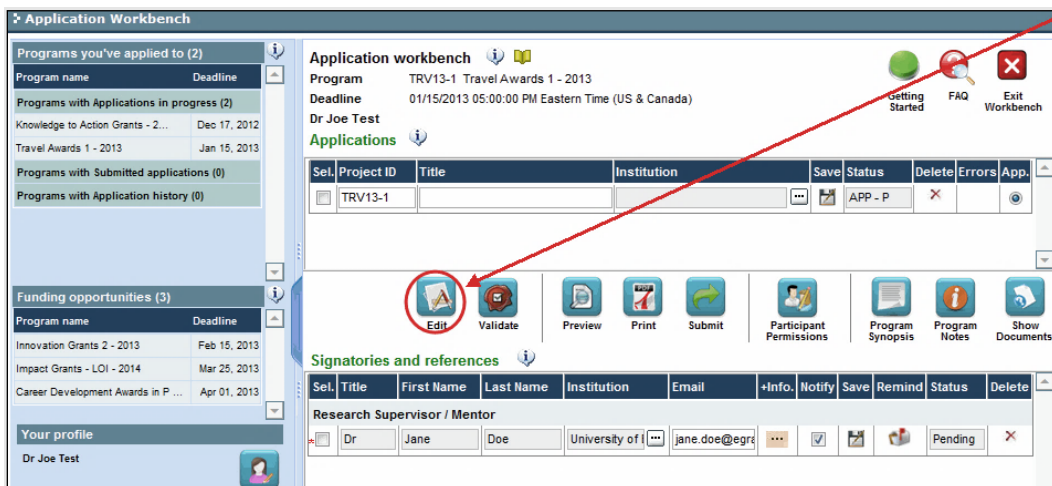 Application Workbench
Programs you've applied to (2)
Program name Deadline
Programs with Applications in progress (2)
Knowledge to Action Grants - 2... Dec 17, 2012
Travel Awards 1 - 2013 Jan 15, 2013
Programs with Submitted applications (0)
Programs with Application history (0)
Funding opportunities (3)
Program name Deadline
Innovation Grants 2 - 2013 Feb 15, 2013
Impact Grants - LOI - 2014 Mar 25, 2013
Career Development Awards in P ... Apr 01, 2013
Your profile
Dr Joe Test
Application workbench
Program TRV13-1 Travel Awards 1 - 2013
Deadline 01/15/2013 05:00:00 PM Eastern Time (US & Canada)
Dr Joe Test
Getting Started
FAQ
Exit Workbench
Applications
Sel. Project ID Title Institution Save Status Delete Errors App.
TRV13-1 ... APP - P
Edit Validate Preview Print Submit Participant Permissions Program Synopsis Program Notes Show Documents
Signatories and references
Sel. Title First Name Last Name Institution Email +Info. Notify Save Remind Status Delete
Research Supervisor / Mentor
* Dr Jane Doe University of ... jane.doe@egra ... Pending